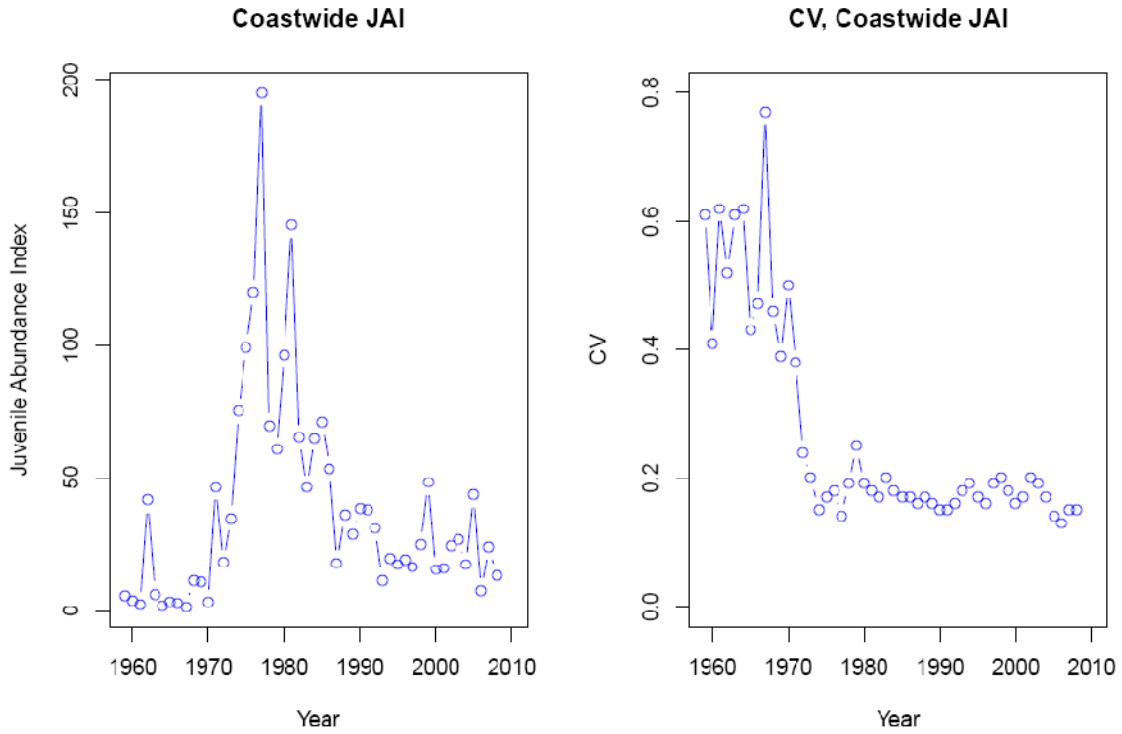 Coastwide JAI
Juvenile Abundance Index
200
150
100
50
0
1960 1970 1980 1990 2000 2010
Year
CV, Coastwide JAI
CV
0.8
0.6
0.4
0.2
0.0
1960 1970 1980 1990 2000 2010
Year